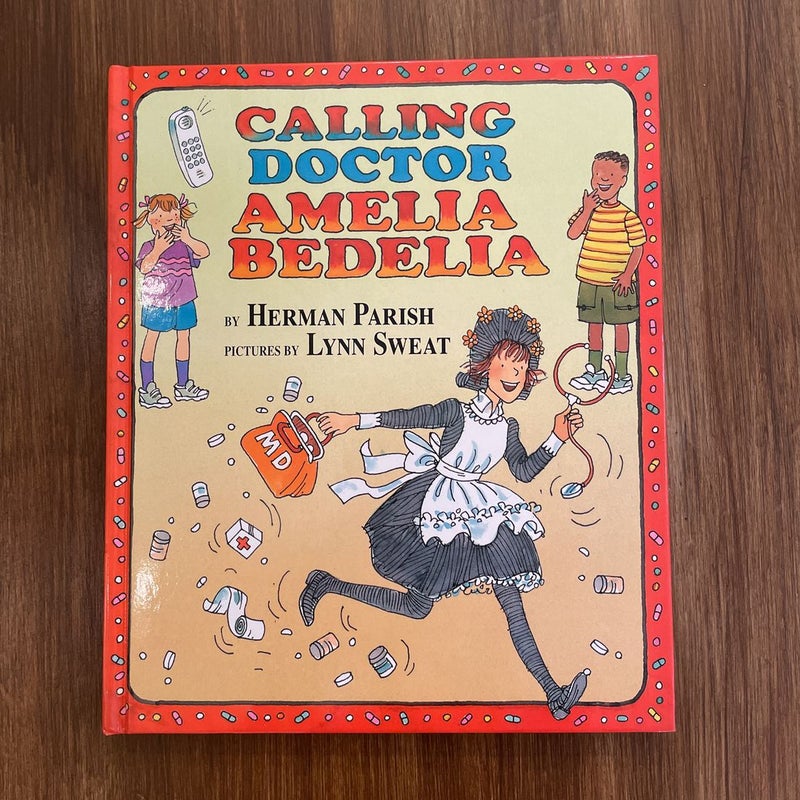 CALLING
DOCTOR
AMELIA
BEDELIA
BY HERMAN PARISH
PICTURES BY LYNN SWEAT
MD